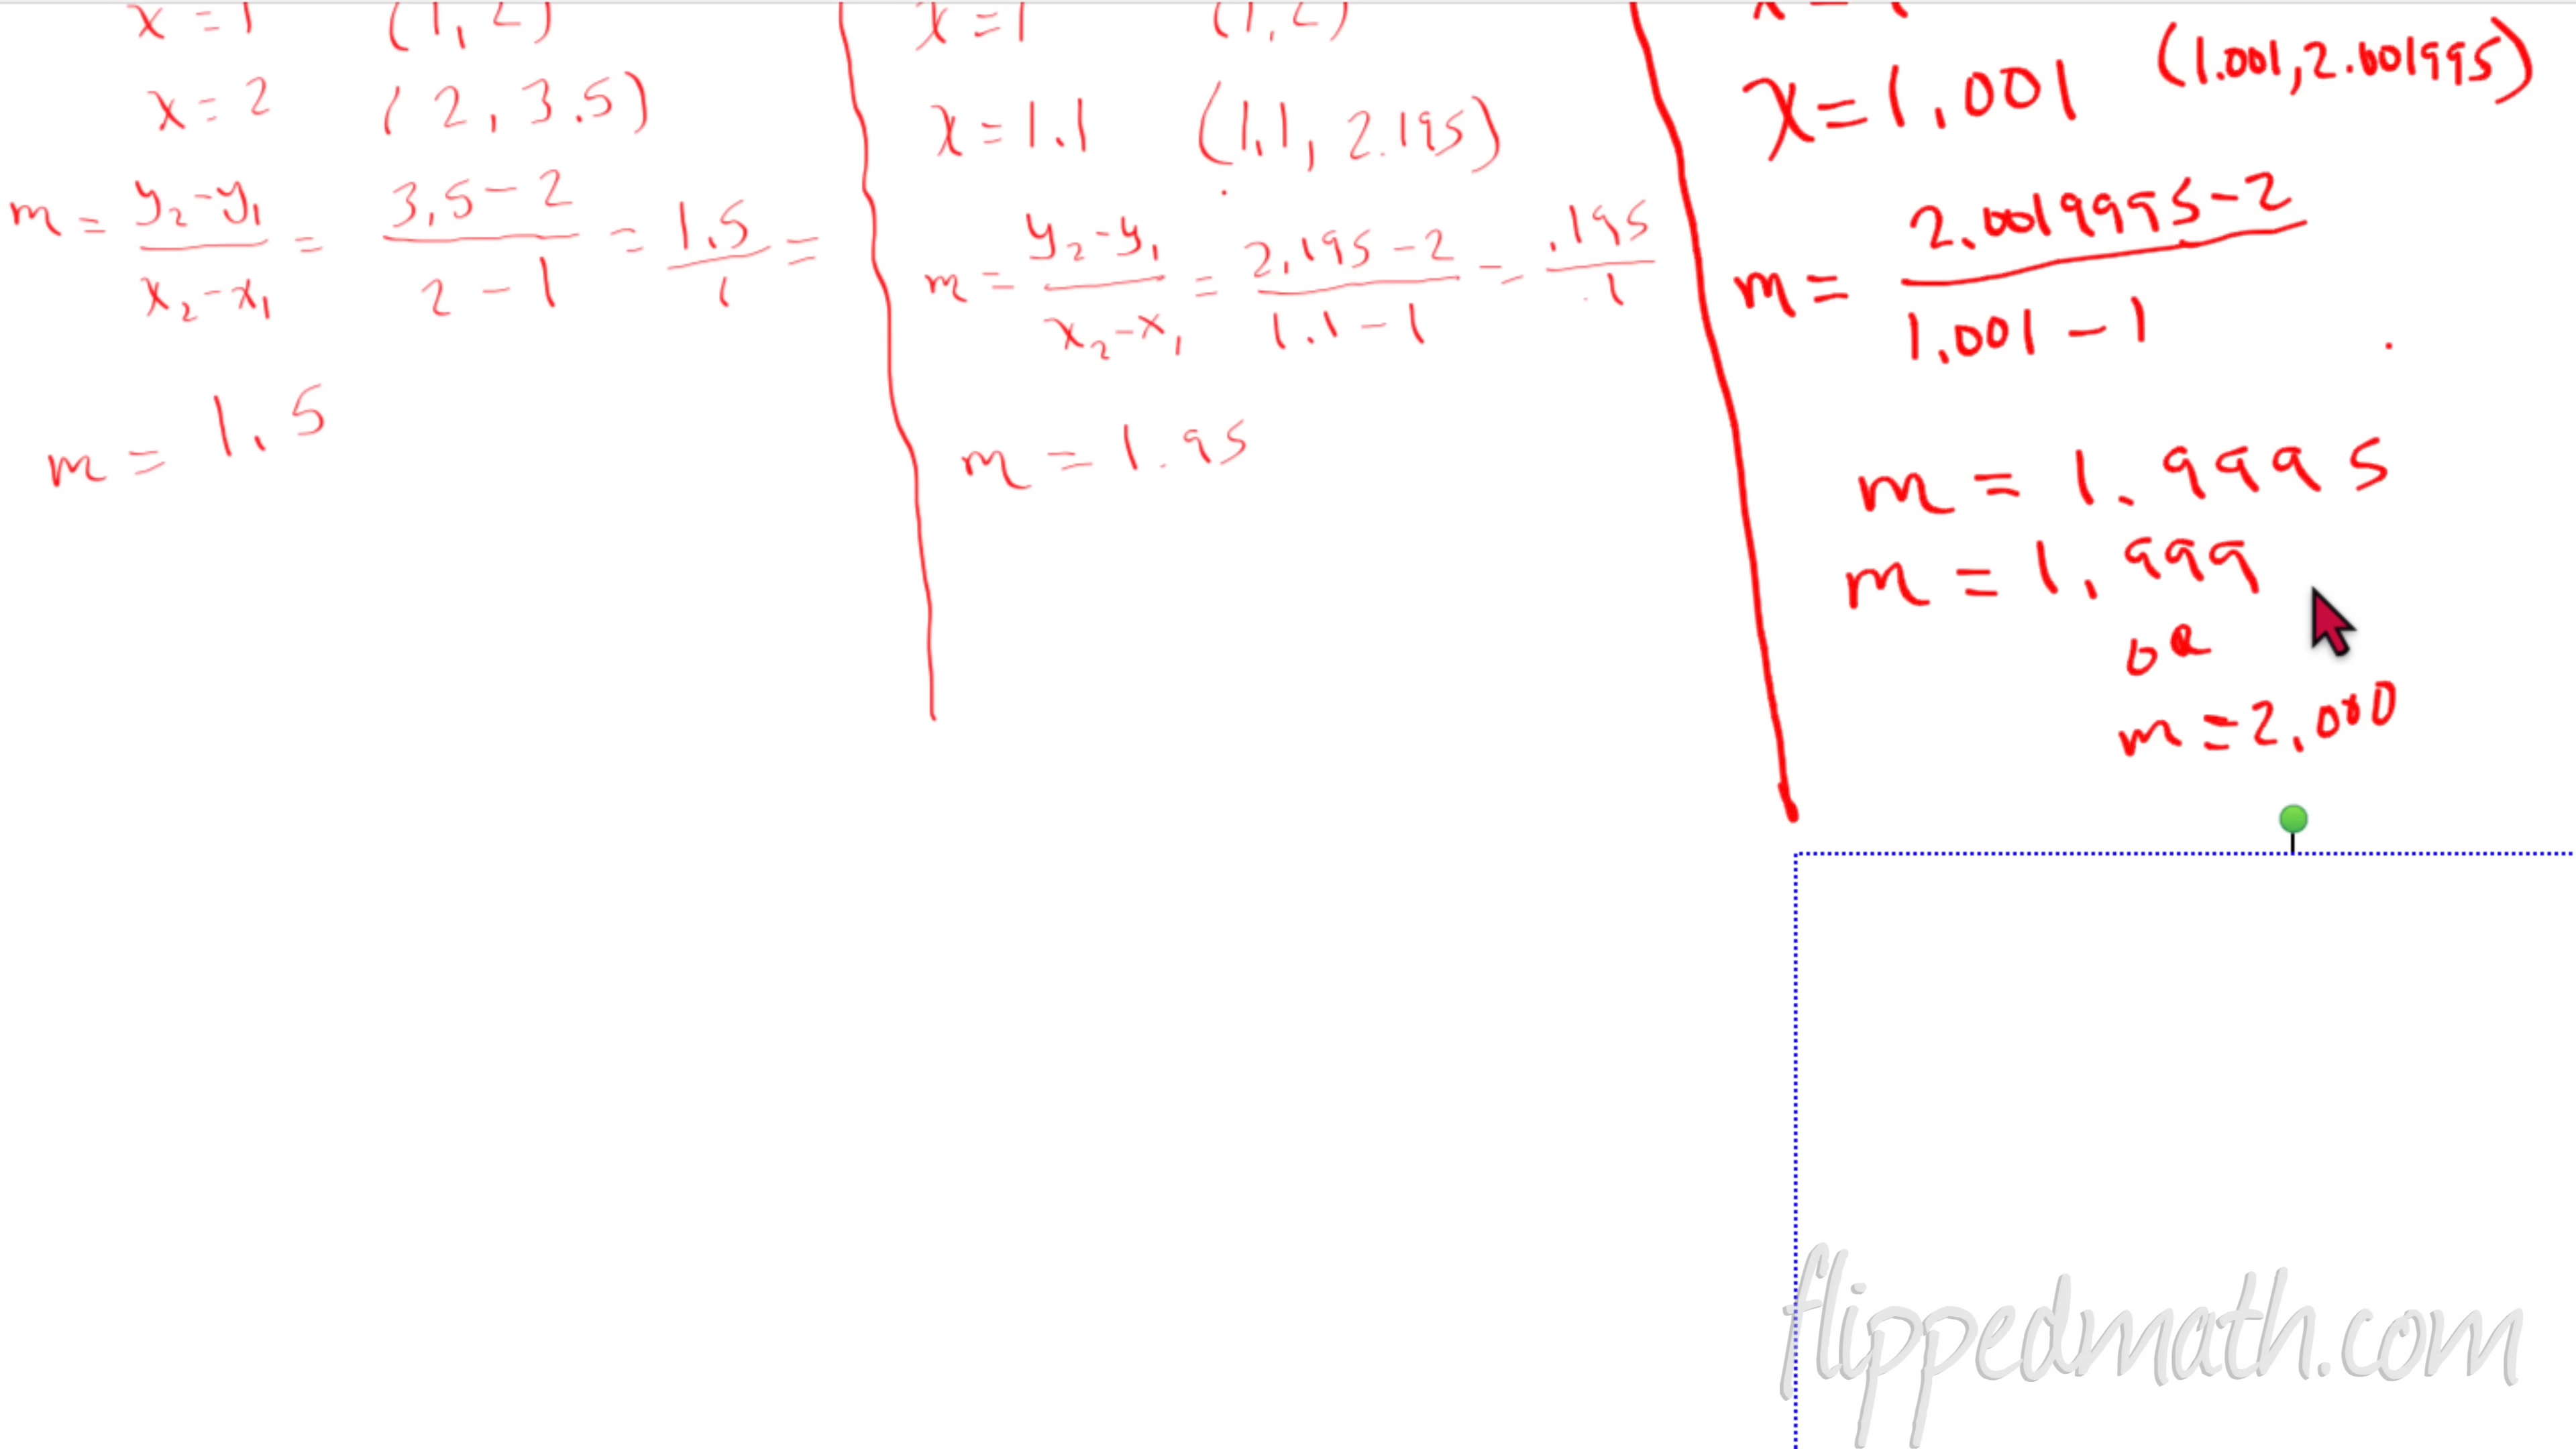 x = 1 (1, 2)
x = 2 (2, 3.5)
m = y₂-y₁ / x₂-x₁ = 3.5-2 / 2-1 = 1.5 / 1 =
m = 1.5
x = 1 (1, 2)
x = 1.1 (1.1, 2.195)
m = y₂-y₁ / x₂-x₁ = 2.195-2 / 1.1-1 = .195 / .1
m = 1.95
x = 1.001 (1.001, 2.001995)
m = 2.0019995-2 / 1.001-1
m = 1.9995
m = 1.999
OR
m = 2.000
flippedmath.com